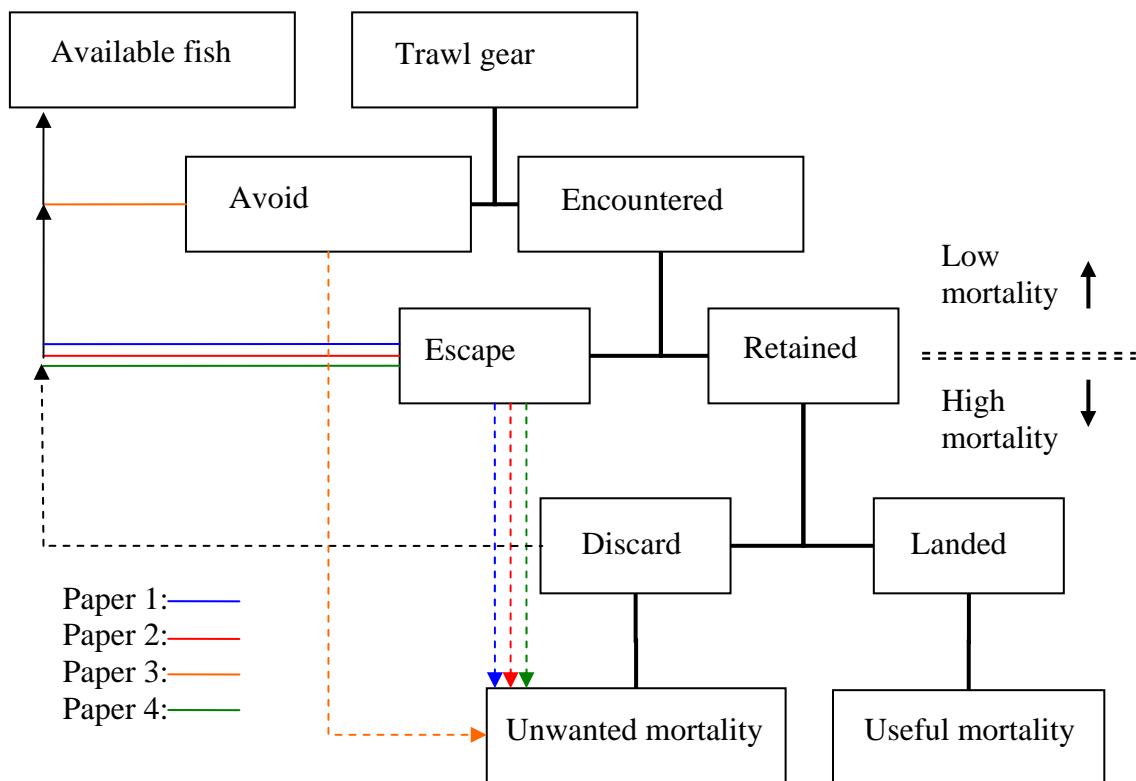 Available fish
Trawl gear
Avoid
Encountered
Low
mortality
Escape
Retained
High
mortality
Discard
Landed
Paper 1:
Paper 2:
Paper 3:
Paper 4:
Unwanted mortality
Useful mortality